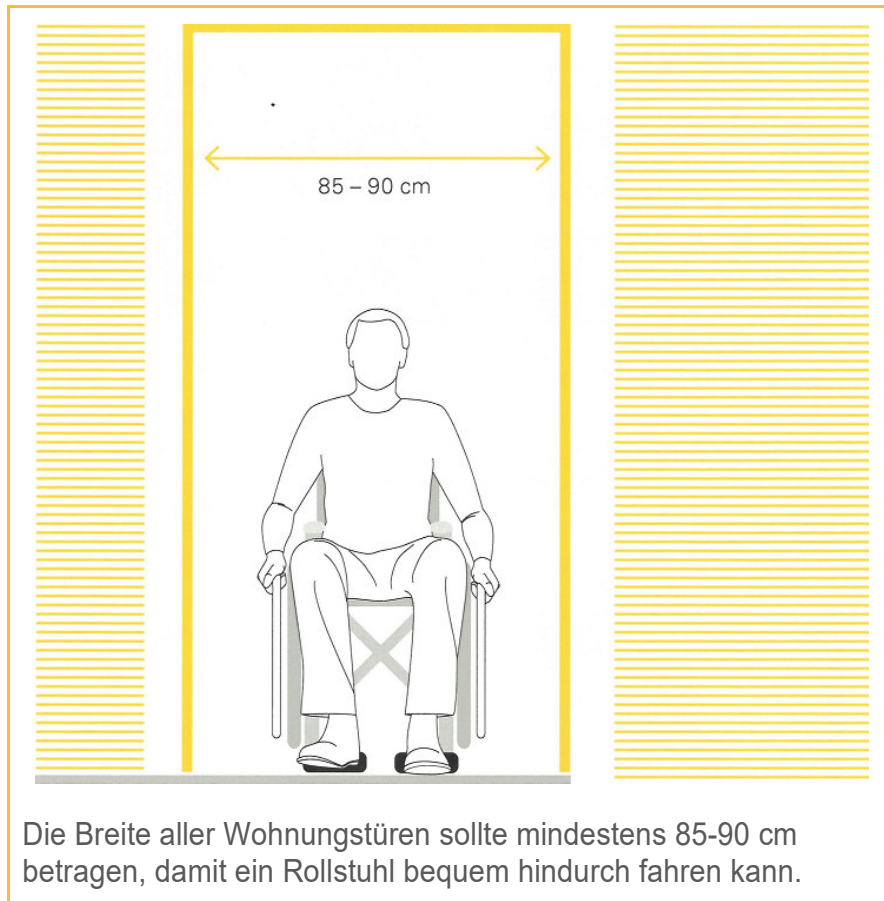 85 – 90 cm
Die Breite aller Wohnungstüren sollte mindestens 85-90 cm
betragen, damit ein Rollstuhl bequem hindurch fahren kann.